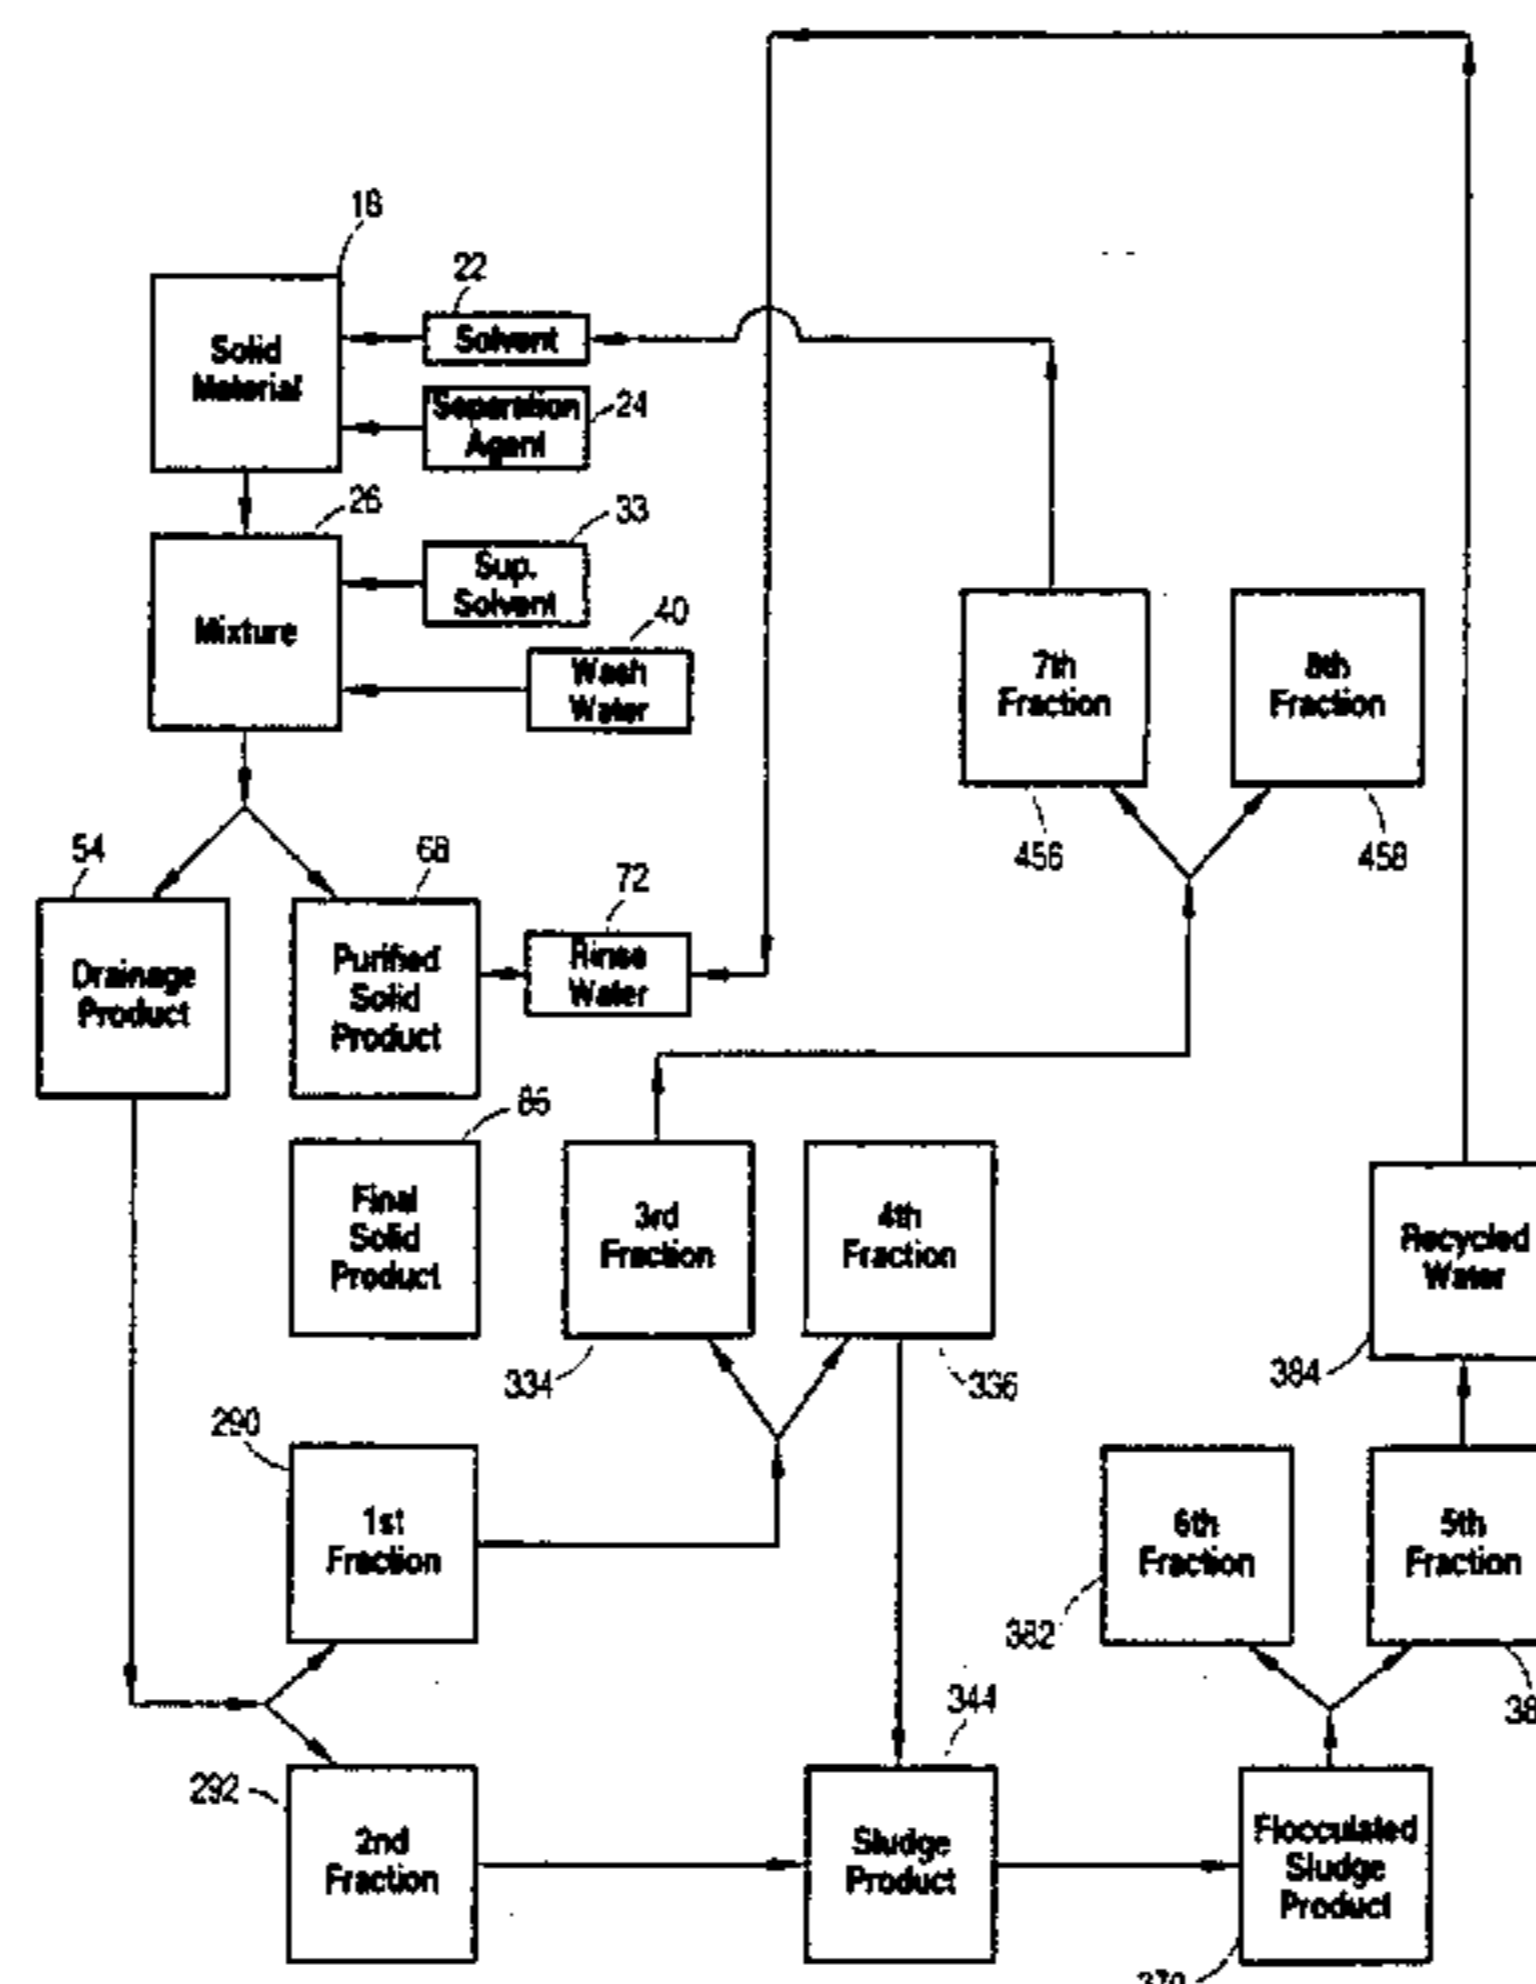 18
22
Solvent
Solid
Material
Separation
Agent
24
26
33
Sup.
Solvent
40
Mixture
Wash
Water
7th
Fraction
8th
Fraction
54
68
72
456
458
Drainage
Product
Purified
Solid
Product
Rinse
Water
86
Final
Solid
Product
3rd
Fraction
4th
Fraction
Recycled
Water
334
336
384
290
1st
Fraction
6th
Fraction
5th
Fraction
382
38
344
292
2nd
Fraction
Sludge
Product
Flocculated
Sludge
Product